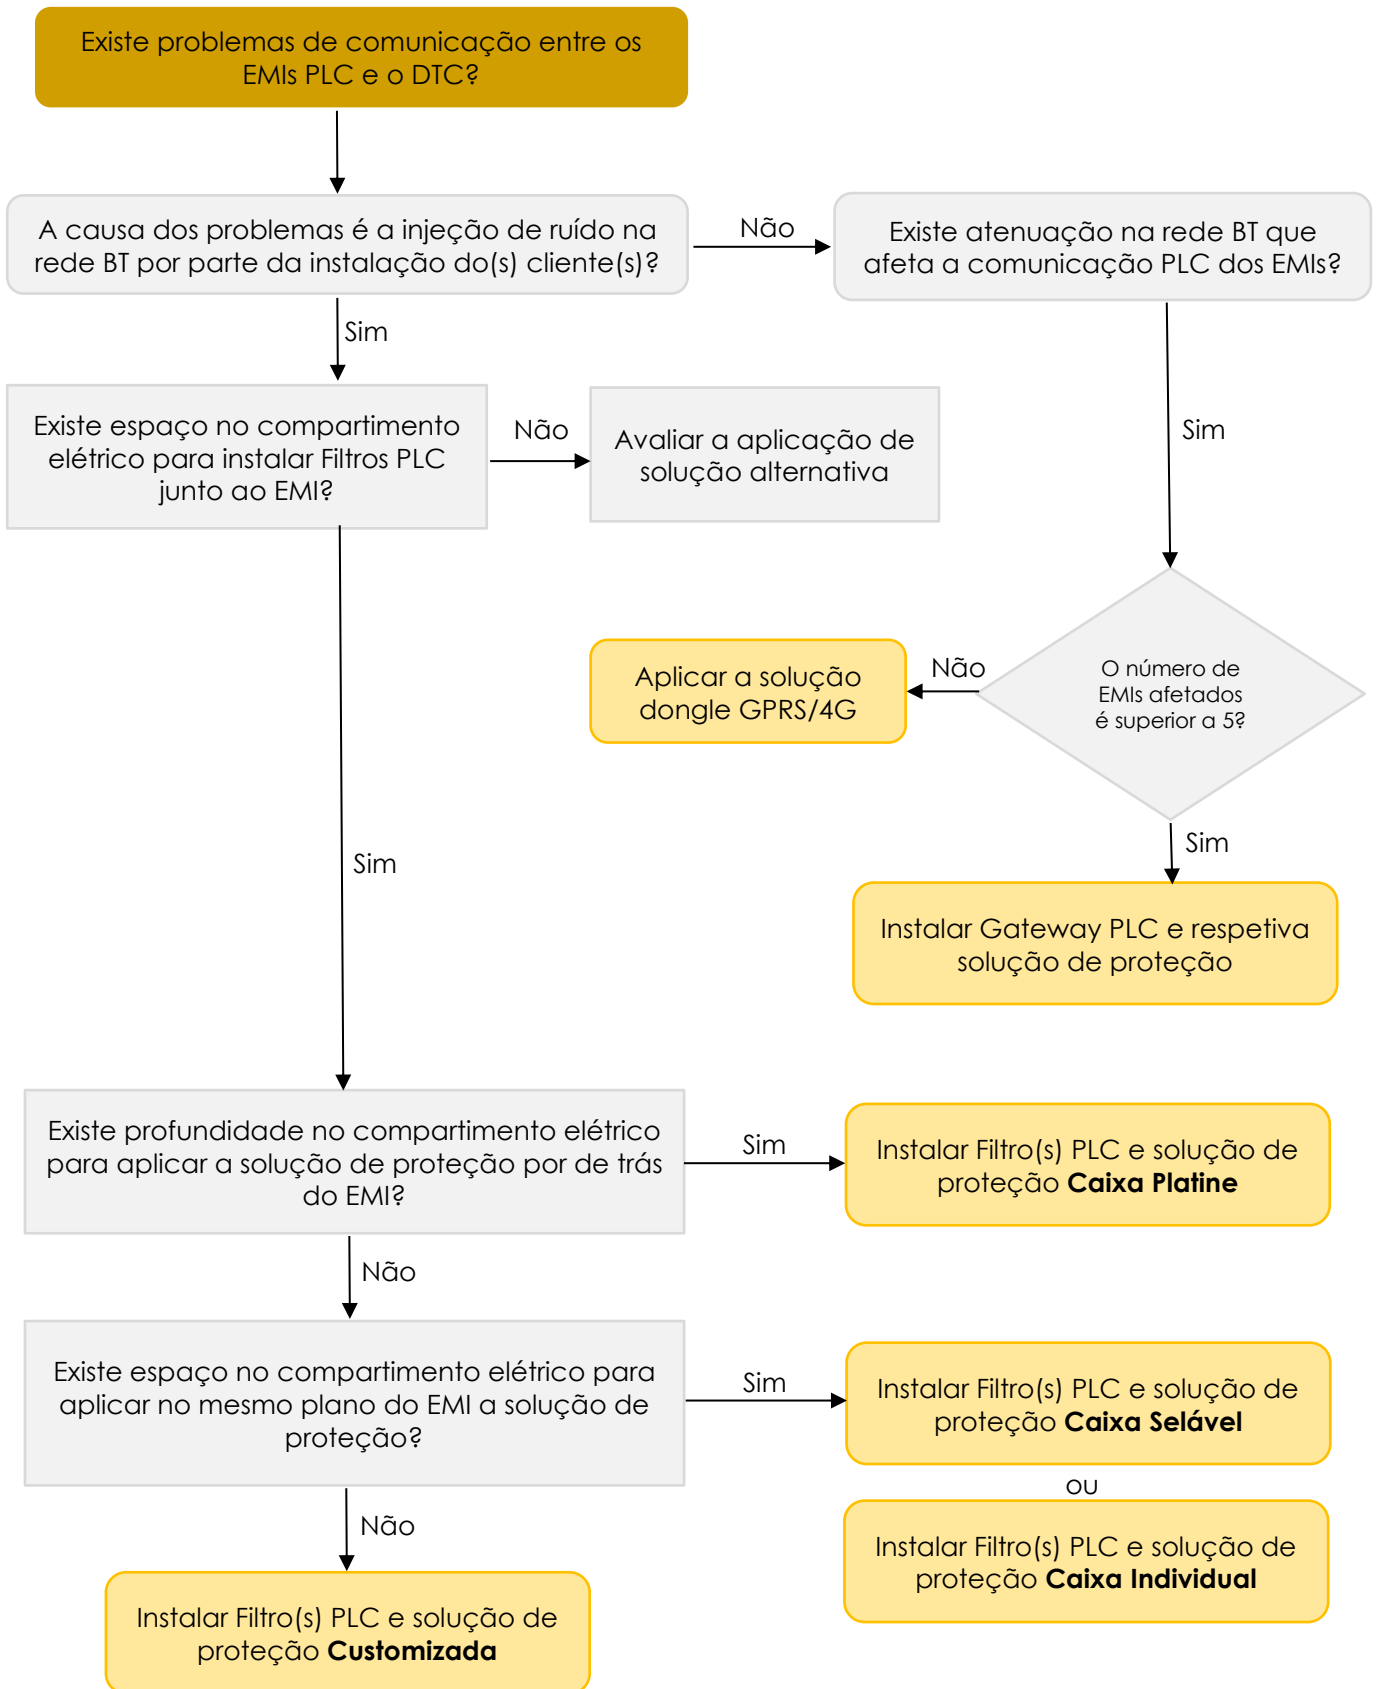 Existe problemas de comunicação entre os
EMIs PLC e o DTC?
A causa dos problemas é a injeção de ruído na
rede BT por parte da instalação do(s) cliente(s)?
Não
Existe atenuação na rede BT que
afeta a comunicação PLC dos EMIs?
Sim
Existe espaço no compartimento
elétrico para instalar Filtros PLC
junto ao EMI?
Não
Avaliar a aplicação de
solução alternativa
Sim
Aplicar a solução
dongle GPRS/4G
Não
O número de
EMIs afetados
é superior a 5?
Sim
Sim
Instalar Gateway PLC e respetiva
solução de proteção
Existe profundidade no compartimento elétrico
para aplicar a solução de proteção por de trás
do EMI?
Sim
Instalar Filtro(s) PLC e solução de
proteção Caixa Platine
Não
Existe espaço no compartimento elétrico para
aplicar no mesmo plano do EMI a solução de
proteção?
Sim
Instalar Filtro(s) PLC e solução de
proteção Caixa Selável
ou
Instalar Filtro(s) PLC e solução de
proteção Caixa Individual
Não
Instalar Filtro(s) PLC e solução de
proteção Customizada